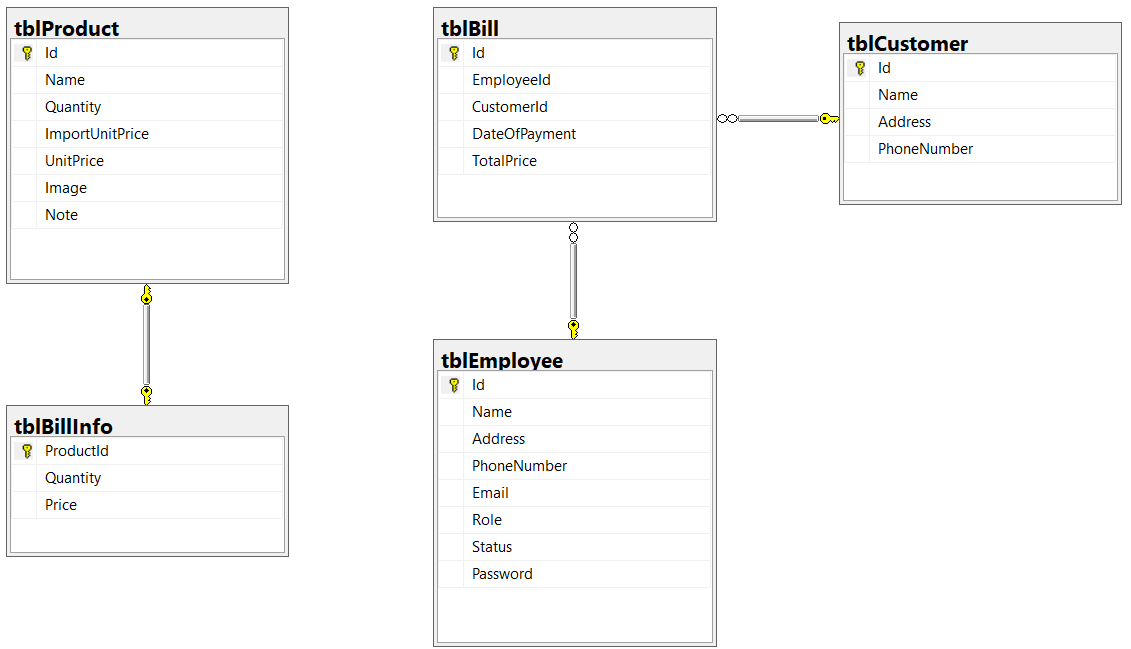 tblProduct
Id
Name
Quantity
ImportUnitPrice
UnitPrice
Image
Note
tblBill
Id
EmployeeId
CustomerId
DateOfPayment
TotalPrice
tblCustomer
Id
Name
Address
PhoneNumber
tblBillInfo
ProductId
Quantity
Price
tblEmployee
Id
Name
Address
PhoneNumber
Email
Role
Status
Password